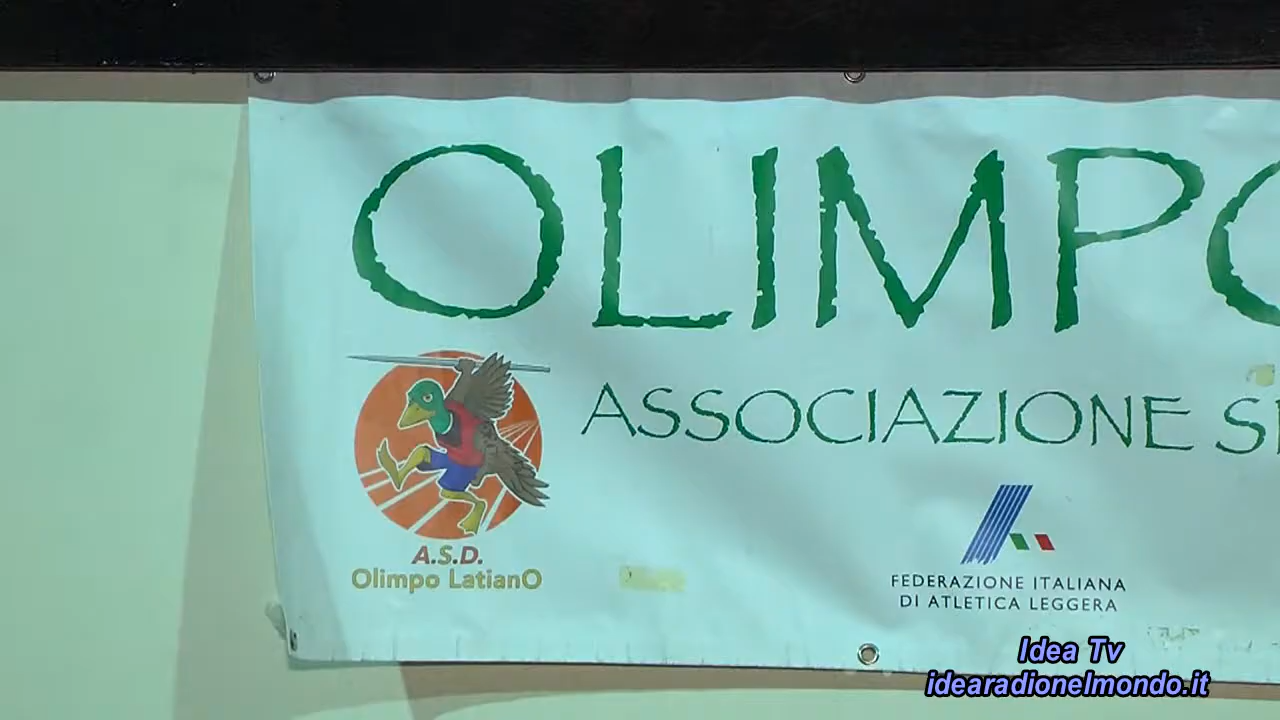 OLIMPO
ASSOCIAZIONE
A.S.D.
Olimpo LatianO
FEDERAZIONE ITALIANA
DI ATLETICA LEGGERA
Idea Tv
idearadionelmondo.it